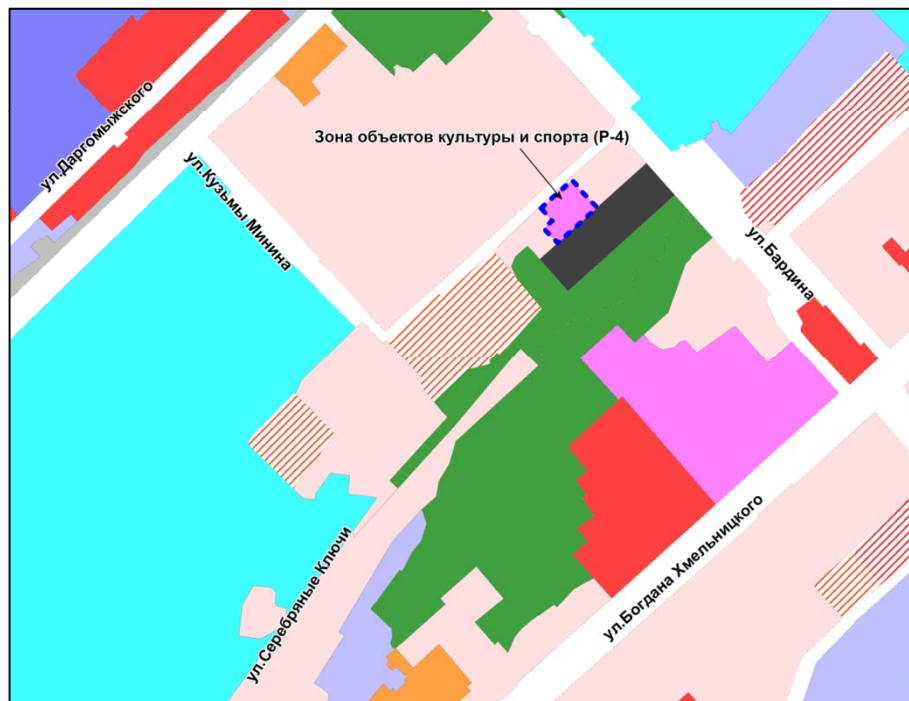 ул.Даргомыжского
Зона объектов культуры и спорта (Р-4)
ул.Кузьмы Минина
ул.Бардина
ул.Серебряные Ключи
ул.Богдана Хмельницкого